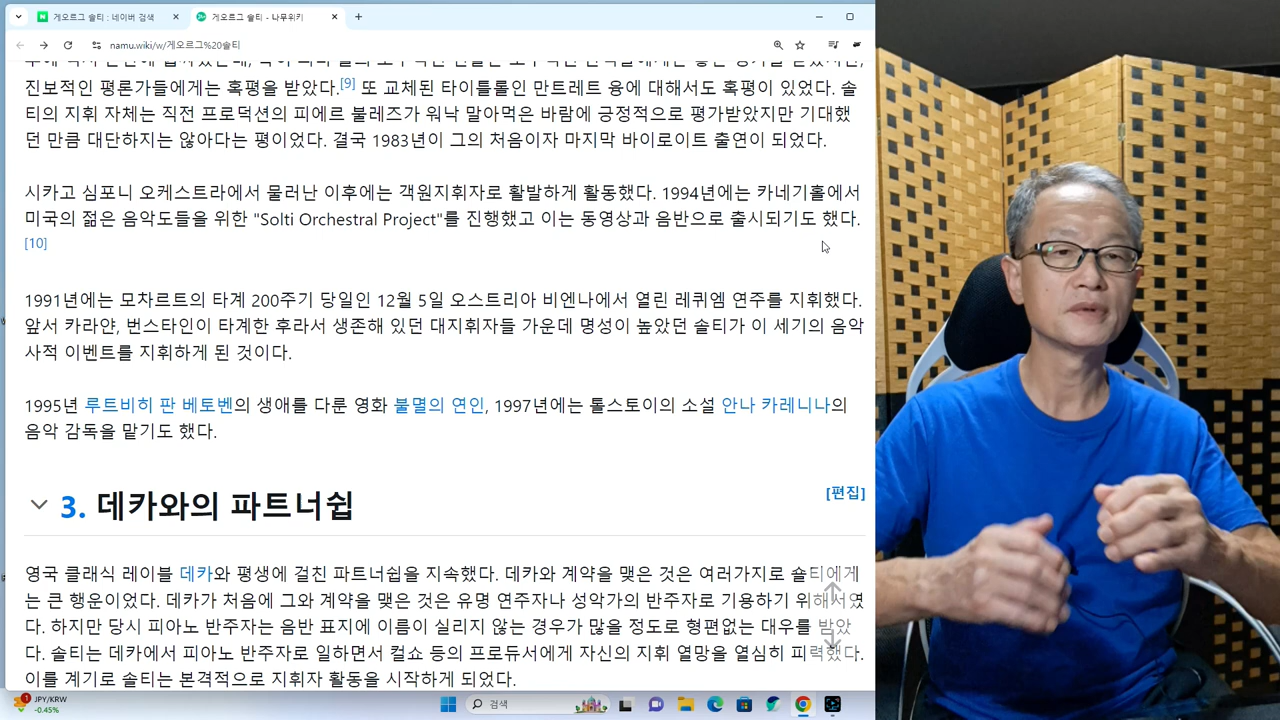 게오르그 솔티 : 네이버 검색
게오르그 솔티 - 나무위키
namu.wiki/w/게오르그%20솔티
진보적인 평론가들에게는 혹평을 받았다.[9] 또 교체된 타이틀롤인 만트레트 융에 대해서도 혹평이 있었다. 솔
티의 지휘 자체는 직전 프로덕션의 피에르 불레즈가 워낙 말아먹은 바람에 긍정적으로 평가받았지만 기대했
던 만큼 대단하지는 않아다는 평이었다. 결국 1983년이 그의 처음이자 마지막 바이로이트 출연이 되었다.
시카고 심포니 오케스트라에서 물러난 이후에는 객원지휘자로 활발하게 활동했다. 1994년에는 카네기홀에서
미국의 젊은 음악도들을 위한 "Solti Orchestral Project"를 진행했고 이는 동영상과 음반으로 출시되기도 했다.
[10]
1991년에는 모차르트의 타계 200주기 당일인 12월 5일 오스트리아 비엔나에서 열린 레퀴엠 연주를 지휘했다.
앞서 카라얀, 번스타인이 타계한 후라서 생존해 있던 대지휘자들 가운데 명성이 높았던 솔티가 이 세기의 음악
사적 이벤트를 지휘하게 된 것이다.
1995년 루트비히 판 베토벤의 생애를 다룬 영화 불멸의 연인, 1997년에는 톨스토이의 소설 안나 카레니나의
음악 감독을 맡기도 했다.
3. 데카와의 파트너쉽
[편집]
영국 클래식 레이블 데카와 평생에 걸친 파트너쉽을 지속했다. 데카와 계약을 맺은 것은 여러가지로 숄티에게
는 큰 행운이었다. 데카가 처음에 그와 계약을 맺은 것은 유명 연주자나 성악가의 반주자로 기용하기 위해서였
다. 하지만 당시 피아노 반주자는 음반 표지에 이름이 실리지 않는 경우가 많을 정도로 형편없는 대우를 받았
다. 솔티는 데카에서 피아노 반주자로 일하면서 컬쇼 등의 프로듀서에게 자신의 지휘 열망을 열심히 피력했다.
이를 계기로 솔티는 본격적으로 지휘자 활동을 시작하게 되었다.
1
JPY/KRW
-0.45%
검색